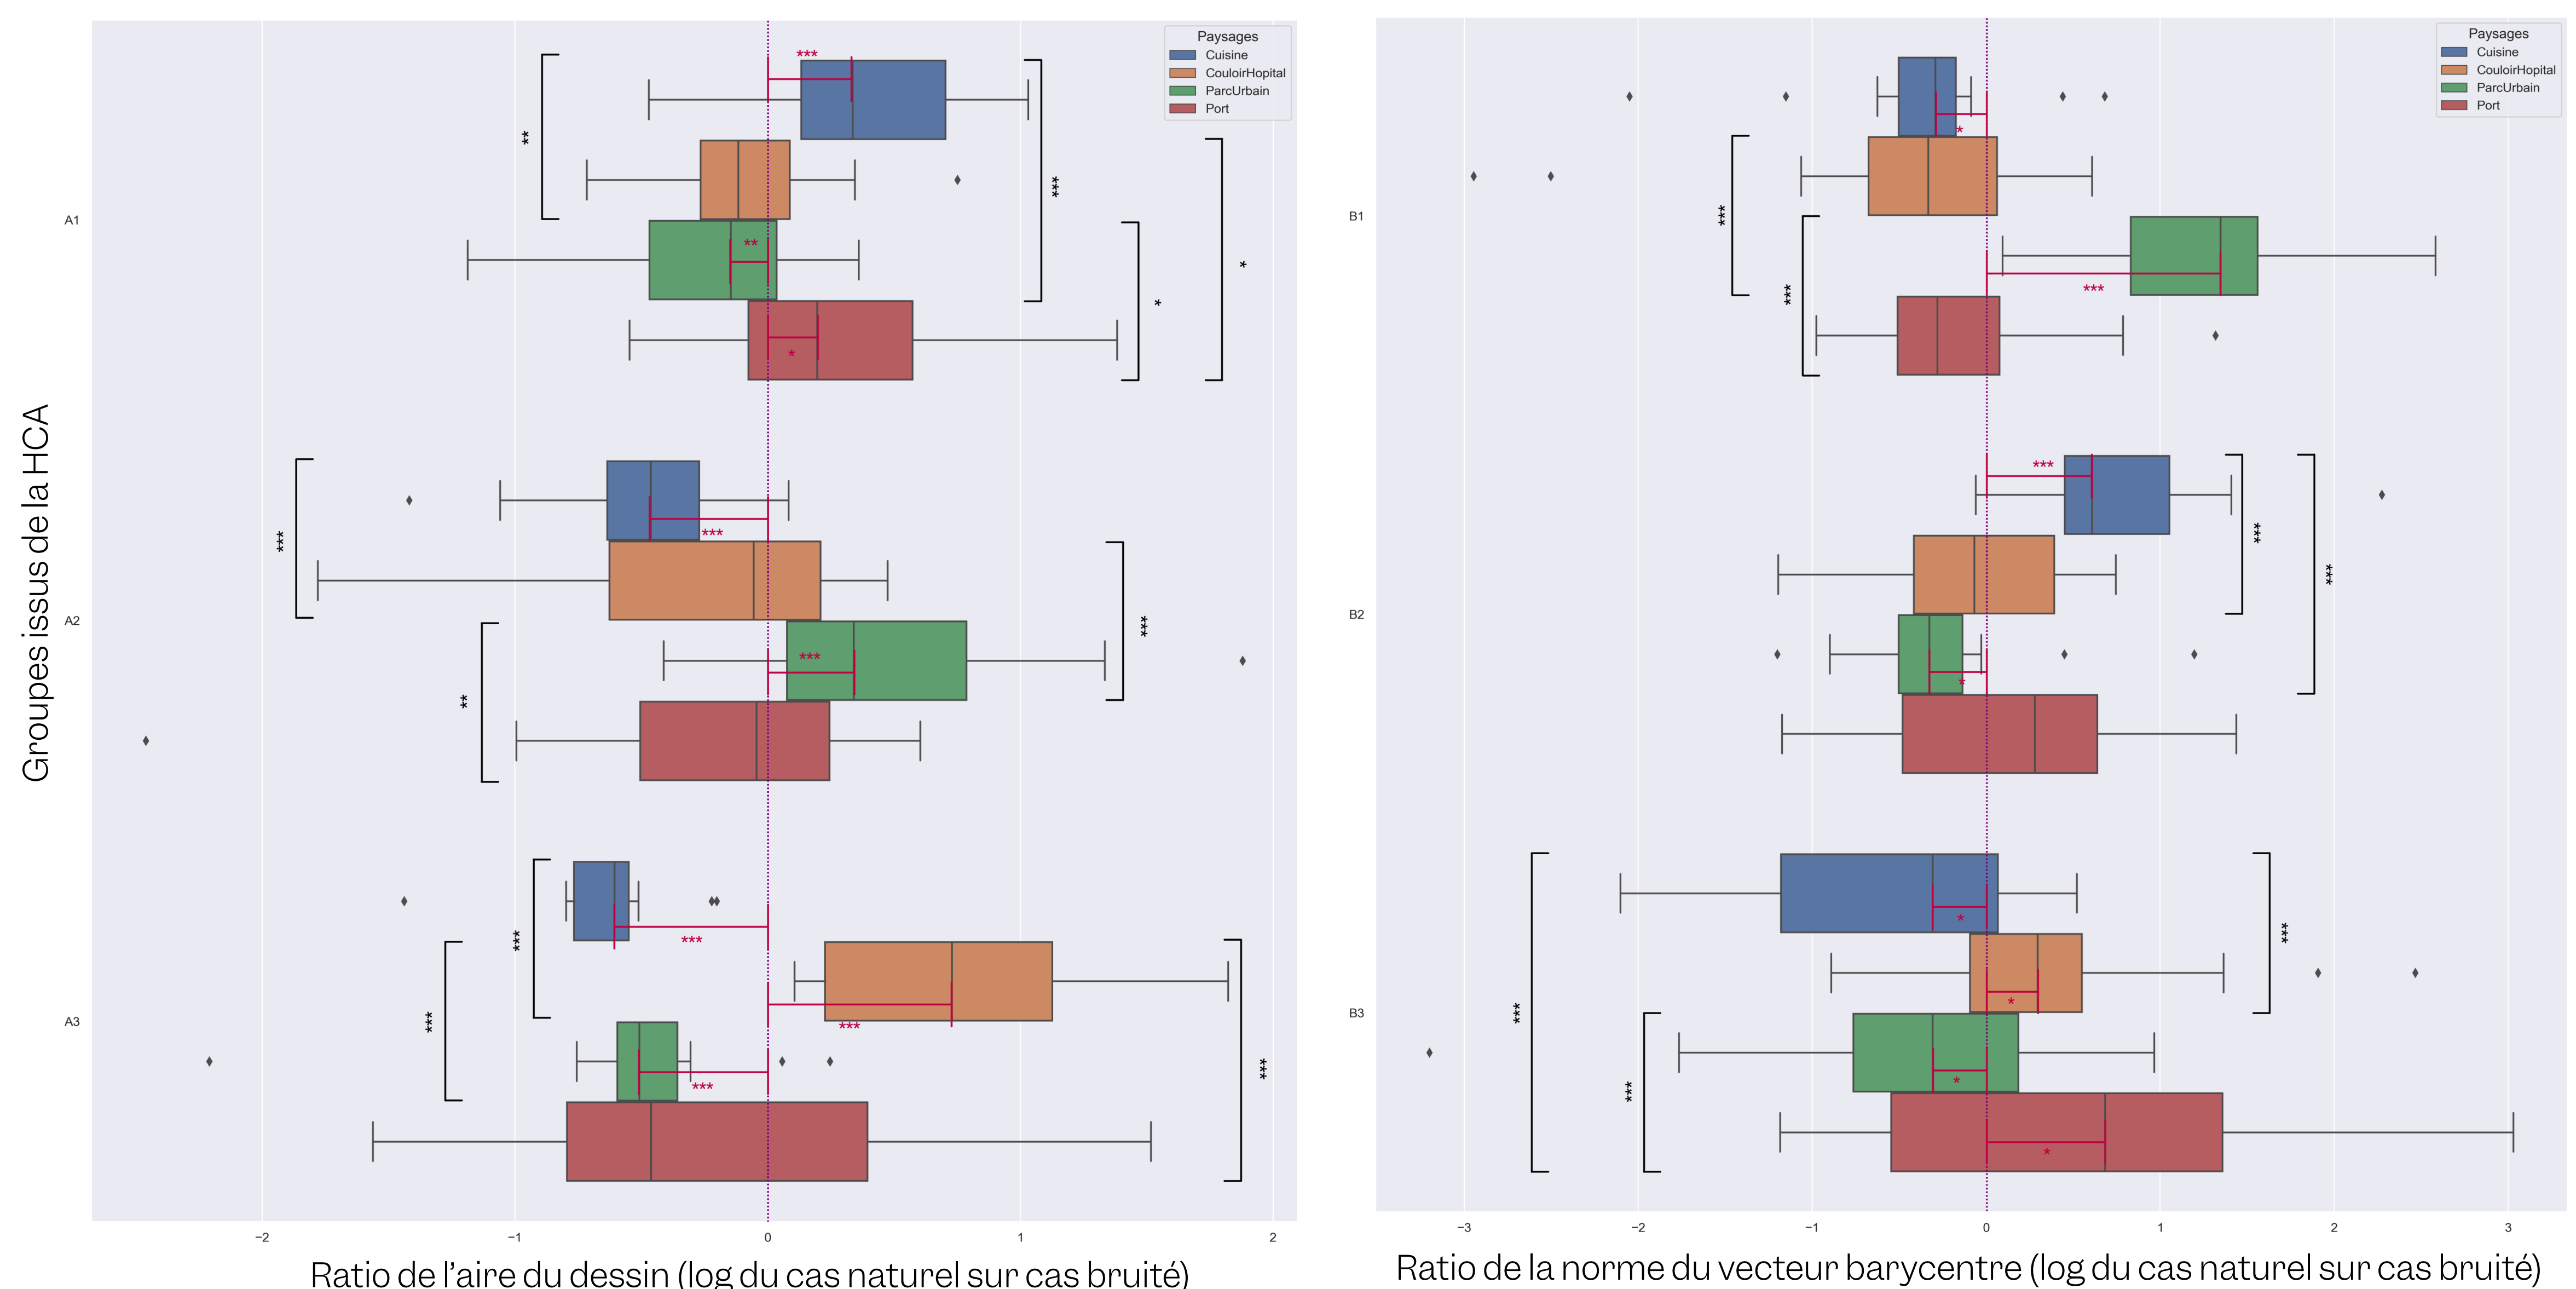 Groupes issus de la HCA
Paysages
Cuisine
CouloirHopital
ParcUrbain
Port
***
**
***
*
*
**
*
A1
***
***
***
***
**
A2
***
***
***
***
***
***
A3
−2
−1
0
1
2
Ratio de l’aire du dessin (log du cas naturel sur cas bruité)
Paysages
Cuisine
CouloirHopital
ParcUrbain
Port
*
***
***
***
B1
***
***
***
*
B2
*
***
***
*
*
***
*
B3
−3
−2
−1
0
1
2
3
Ratio de la norme du vecteur barycentre (log du cas naturel sur cas bruité)